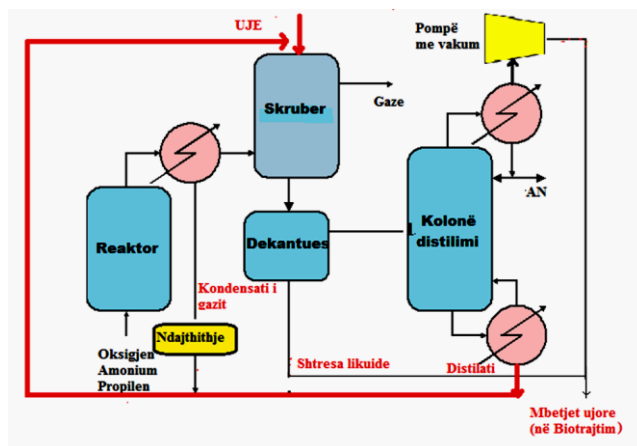 UJE
Pompë
me vakum
Skruber
Gaze
Reaktor
Dekantues
Kolonë
distilimi
AN
Kondensati i
gazit
Ndajthithje
Oksigjen
Amonium
Propilen
Shtresa likuide
Distilati
Mbetjet ujore
(në Biotrajtim)